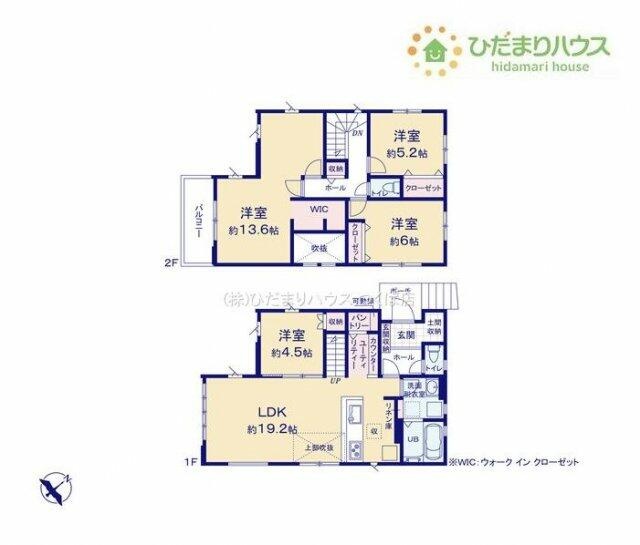 ひだまりハウス
hidamari house
洋室
約5.2帖
DN
収納
ホール
トイレ
クローゼット
バルコニー
洋室
約13.6帖
WIC
吹抜
クローゼット
洋室
約6帖
2F
(株)ひだまりハウス つくば店
ポーチ
可動棚
洋室
約4.5帖
収納
パントリー
ユーティリティー
カウンター
玄関収納
玄関
土間収納
ホール
トイレ
UP
LDK
約19.2帖
上部吹抜
収
リネン庫
洗面脱衣室
UB
1F
※WIC:ウォーク イン クローゼット
N